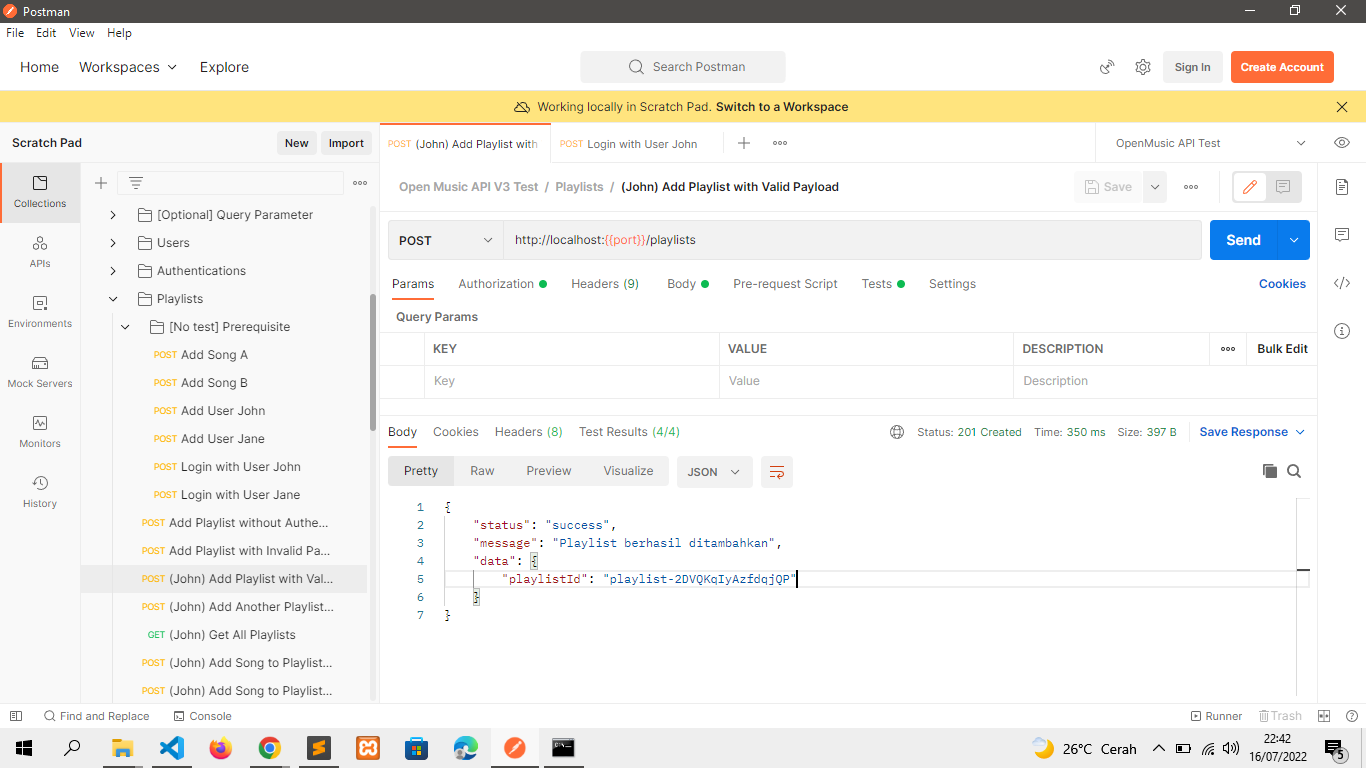 Postman
File Edit View Help
Home Workspaces Explore
Search Postman
Sign In
Create Account
Working locally in Scratch Pad. Switch to a Workspace
Scratch Pad
New
Import
POST (John) Add Playlist with
POST Login with User John
OpenMusic API Test
Collections
APIs
Environments
Mock Servers
Monitors
History
[Optional] Query Parameter
Users
Authentications
Playlists
[No test] Prerequisite
POST Add Song A
POST Add Song B
POST Add User John
POST Add User Jane
POST Login with User John
POST Login with User Jane
POST Add Playlist without Authe...
POST Add Playlist with Invalid Pa...
POST (John) Add Playlist with Val...
POST (John) Add Another Playlist...
GET (John) Get All Playlists
POST (John) Add Song to Playlist...
POST (John) Add Song to Playlist...
Open Music API V3 Test / Playlists / (John) Add Playlist with Valid Payload
Save
POST
http://localhost:{{port}}/playlists
Send
Params Authorization Headers (9) Body Pre-request Script Tests Settings
Cookies
Query Params
KEY VALUE DESCRIPTION
Bulk Edit
Key Value Description
Body Cookies Headers (8) Test Results (4/4)
Status: 201 Created Time: 350 ms Size: 397 B
Save Response
Pretty Raw Preview Visualize
JSON
1 {
2 "status": "success",
3 "message": "Playlist berhasil ditambahkan",
4 "data": {
5 "playlistId": "playlist-2DVQKqIyAzfdqjQP"
6 }
7 }
Find and Replace
Console
Runner
Trash
26°C Cerah
22:42
16/07/2022
5